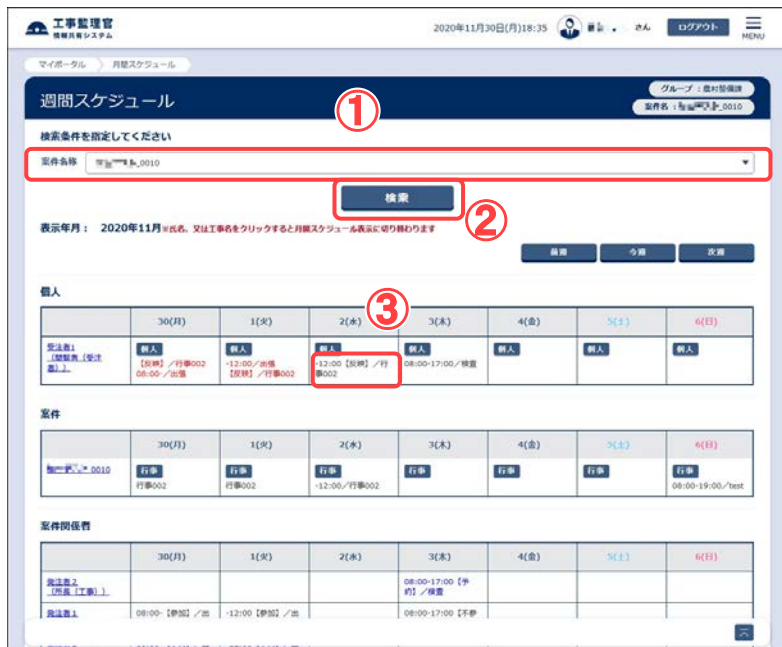 工事監理官
情報共有システム
2020年11月30日(月)18:35
さん
ログアウト
MENU
マイポータル
月間スケジュール
週間スケジュール
グループ：農村整備課
案件名：
_0010
①
検索条件を指定してください
案件名称
_0010
検索
②
表示年月： 2020年11月※氏名、又は工事名をクリックすると月間スケジュール表示に切り替わります
前週
今週
次週
個人
③
30(月) 1(火) 2(水) 3(木) 4(金) 5(土) 6(日)
受注者1
（閲覧員（受注
者））
個人 個人 個人 個人 個人 個人 個人
【反映】／行事002
08:00-／出張
-12:00／出張
【反映】／行事002
-12:00【反映】／行
事002
08:00-17:00／検査
案件
30(月) 1(火) 2(水) 3(木) 4(金) 5(土) 6(日)
_0010
行事 行事 行事 行事 行事 行事 行事
行事002 行事002 -12:00／行事002 08:00-19:00／test
案件関係者
30(月) 1(火) 2(水) 3(木) 4(金) 5(土) 6(日)
発注者2
（所長（工事））
08:00-17:00【予
約】／検査
発注者1 08:00-【参加】／出 -12:00【参加】／出 08:00-17:00【不参